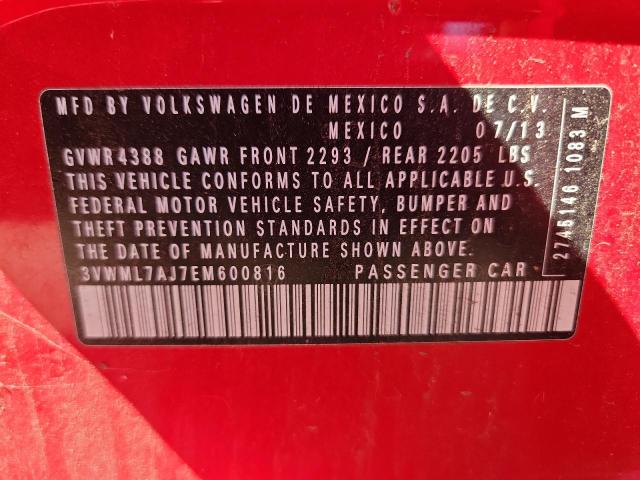 MFD BY VOLKSWAGEN DE MEXICO S.A. DE C.V.
MEXICO 07/13
GVWR 4388 GAWR FRONT 2293 / REAR 2205 LBS
THIS VEHICLE CONFORMS TO ALL APPLICABLE U.S.
FEDERAL MOTOR VEHICLE SAFETY, BUMPER AND
THEFT PREVENTION STANDARDS IN EFFECT ON
THE DATE OF MANUFACTURE SHOWN ABOVE.
3VWML7AJ7EM600816 PASSENGER CAR
1083 M